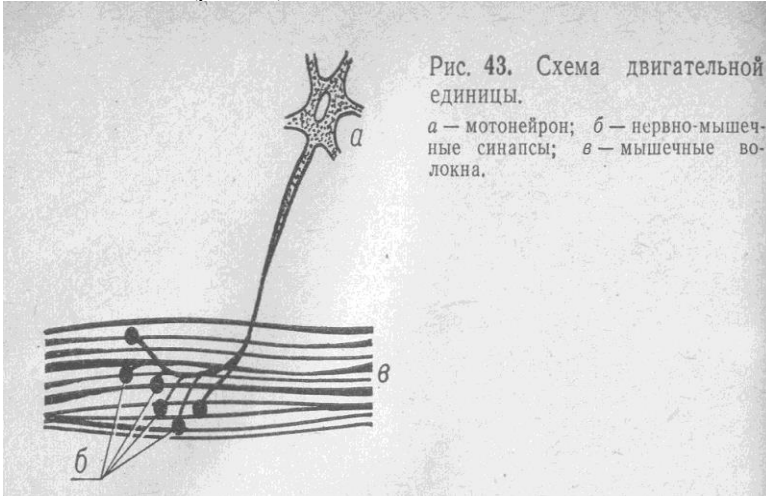 Рис. 43. Схема двигательной
единицы.
а — мотонейрон; б — нервно-мышеч-
ные синапсы; в — мышечные во-
локна.
а
в
б